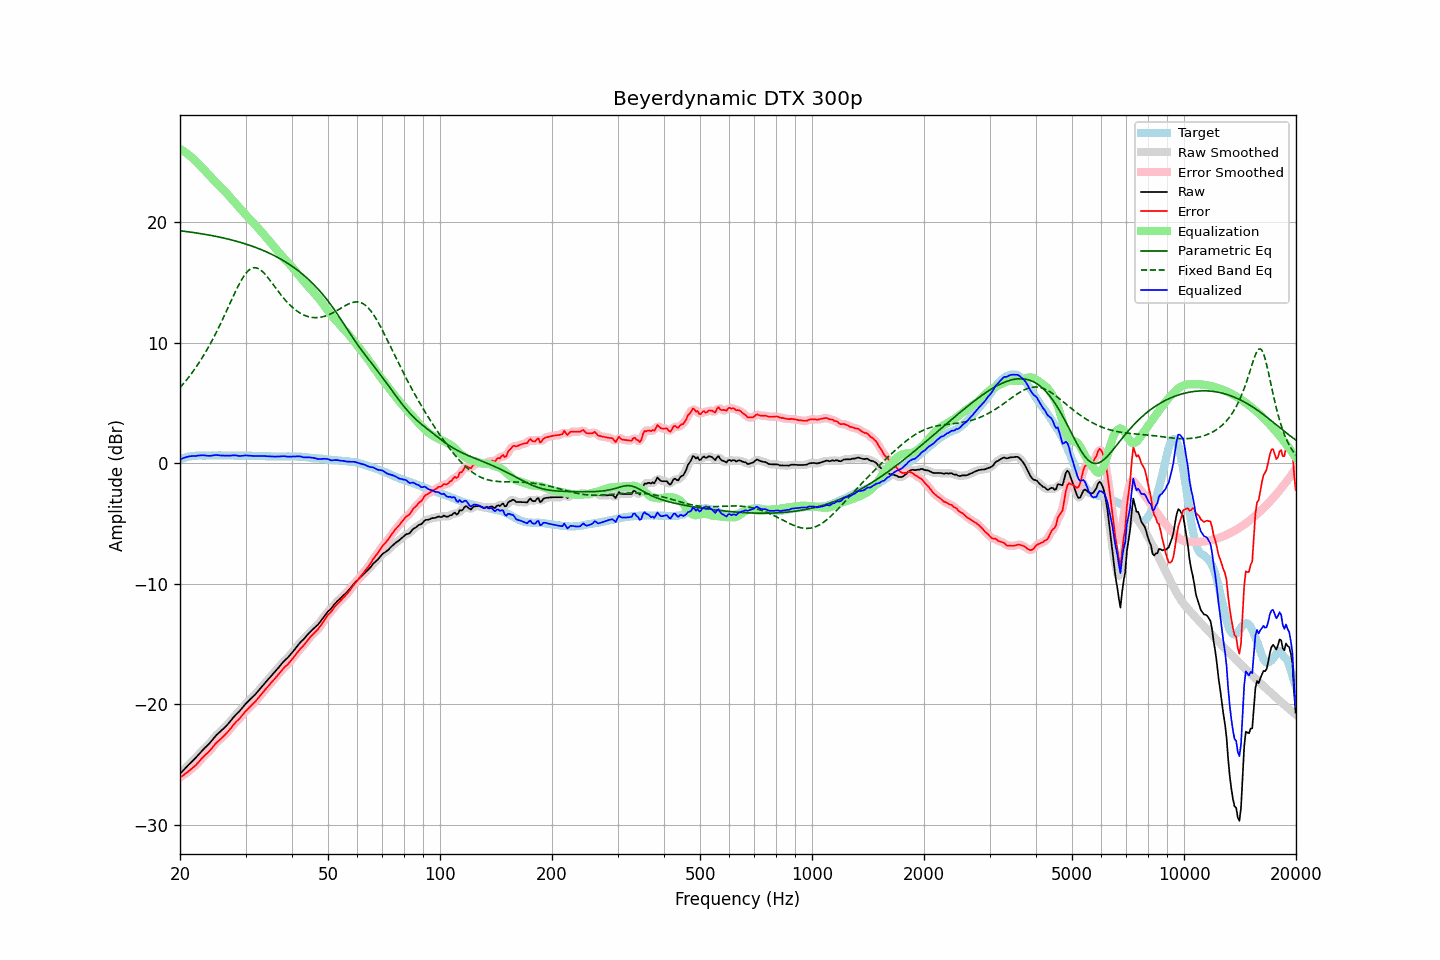 Beyerdynamic DTX 300p
Target
Raw Smoothed
Error Smoothed
Raw
Error
Equalization
Parametric Eq
Fixed Band Eq
Equalized
Amplitude (dBr)
20
10
0
−10
−20
−30
20 50 100 200 500 1000 2000 5000 10000 20000
Frequency (Hz)